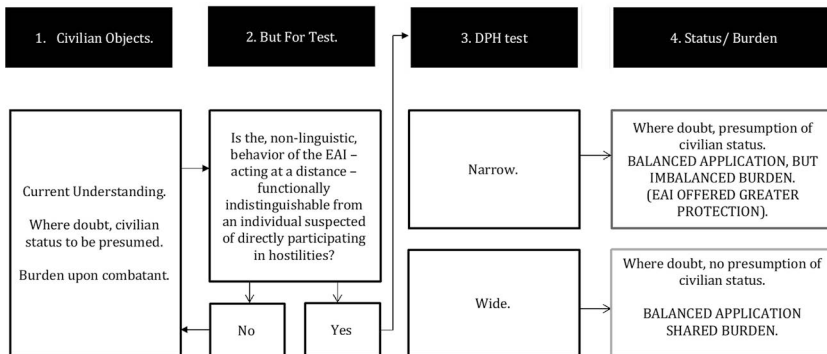 1. Civilian Objects.
2. But For Test.
3. DPH test
4. Status/ Burden
Current Understanding.
Where doubt, civilian
status to be presumed.
Burden upon combatant.
Is the, non-linguistic,
behavior of the EAI –
acting at a distance –
functionally
indistinguishable from
an individual suspected
of directly participating
in hostilities?
No
Yes
Narrow.
Wide.
Where doubt, presumption of
civilian status.
BALANCED APPLICATION, BUT
IMBALANCED BURDEN.
(EAI OFFERED GREATER
PROTECTION).
Where doubt, no presumption of
civilian status.
BALANCED APPLICATION
SHARED BURDEN.